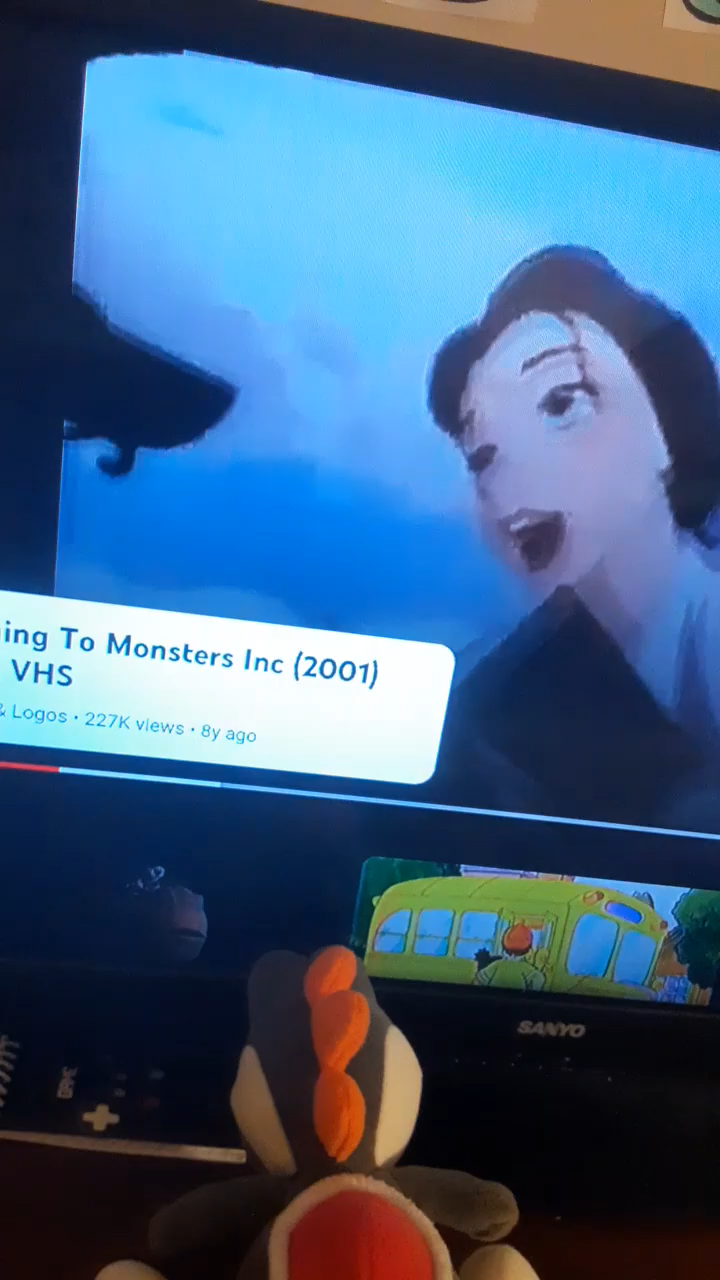 ing To Monsters Inc (2001)
VHS
& Logos • 227K views • 8y ago
SANYO